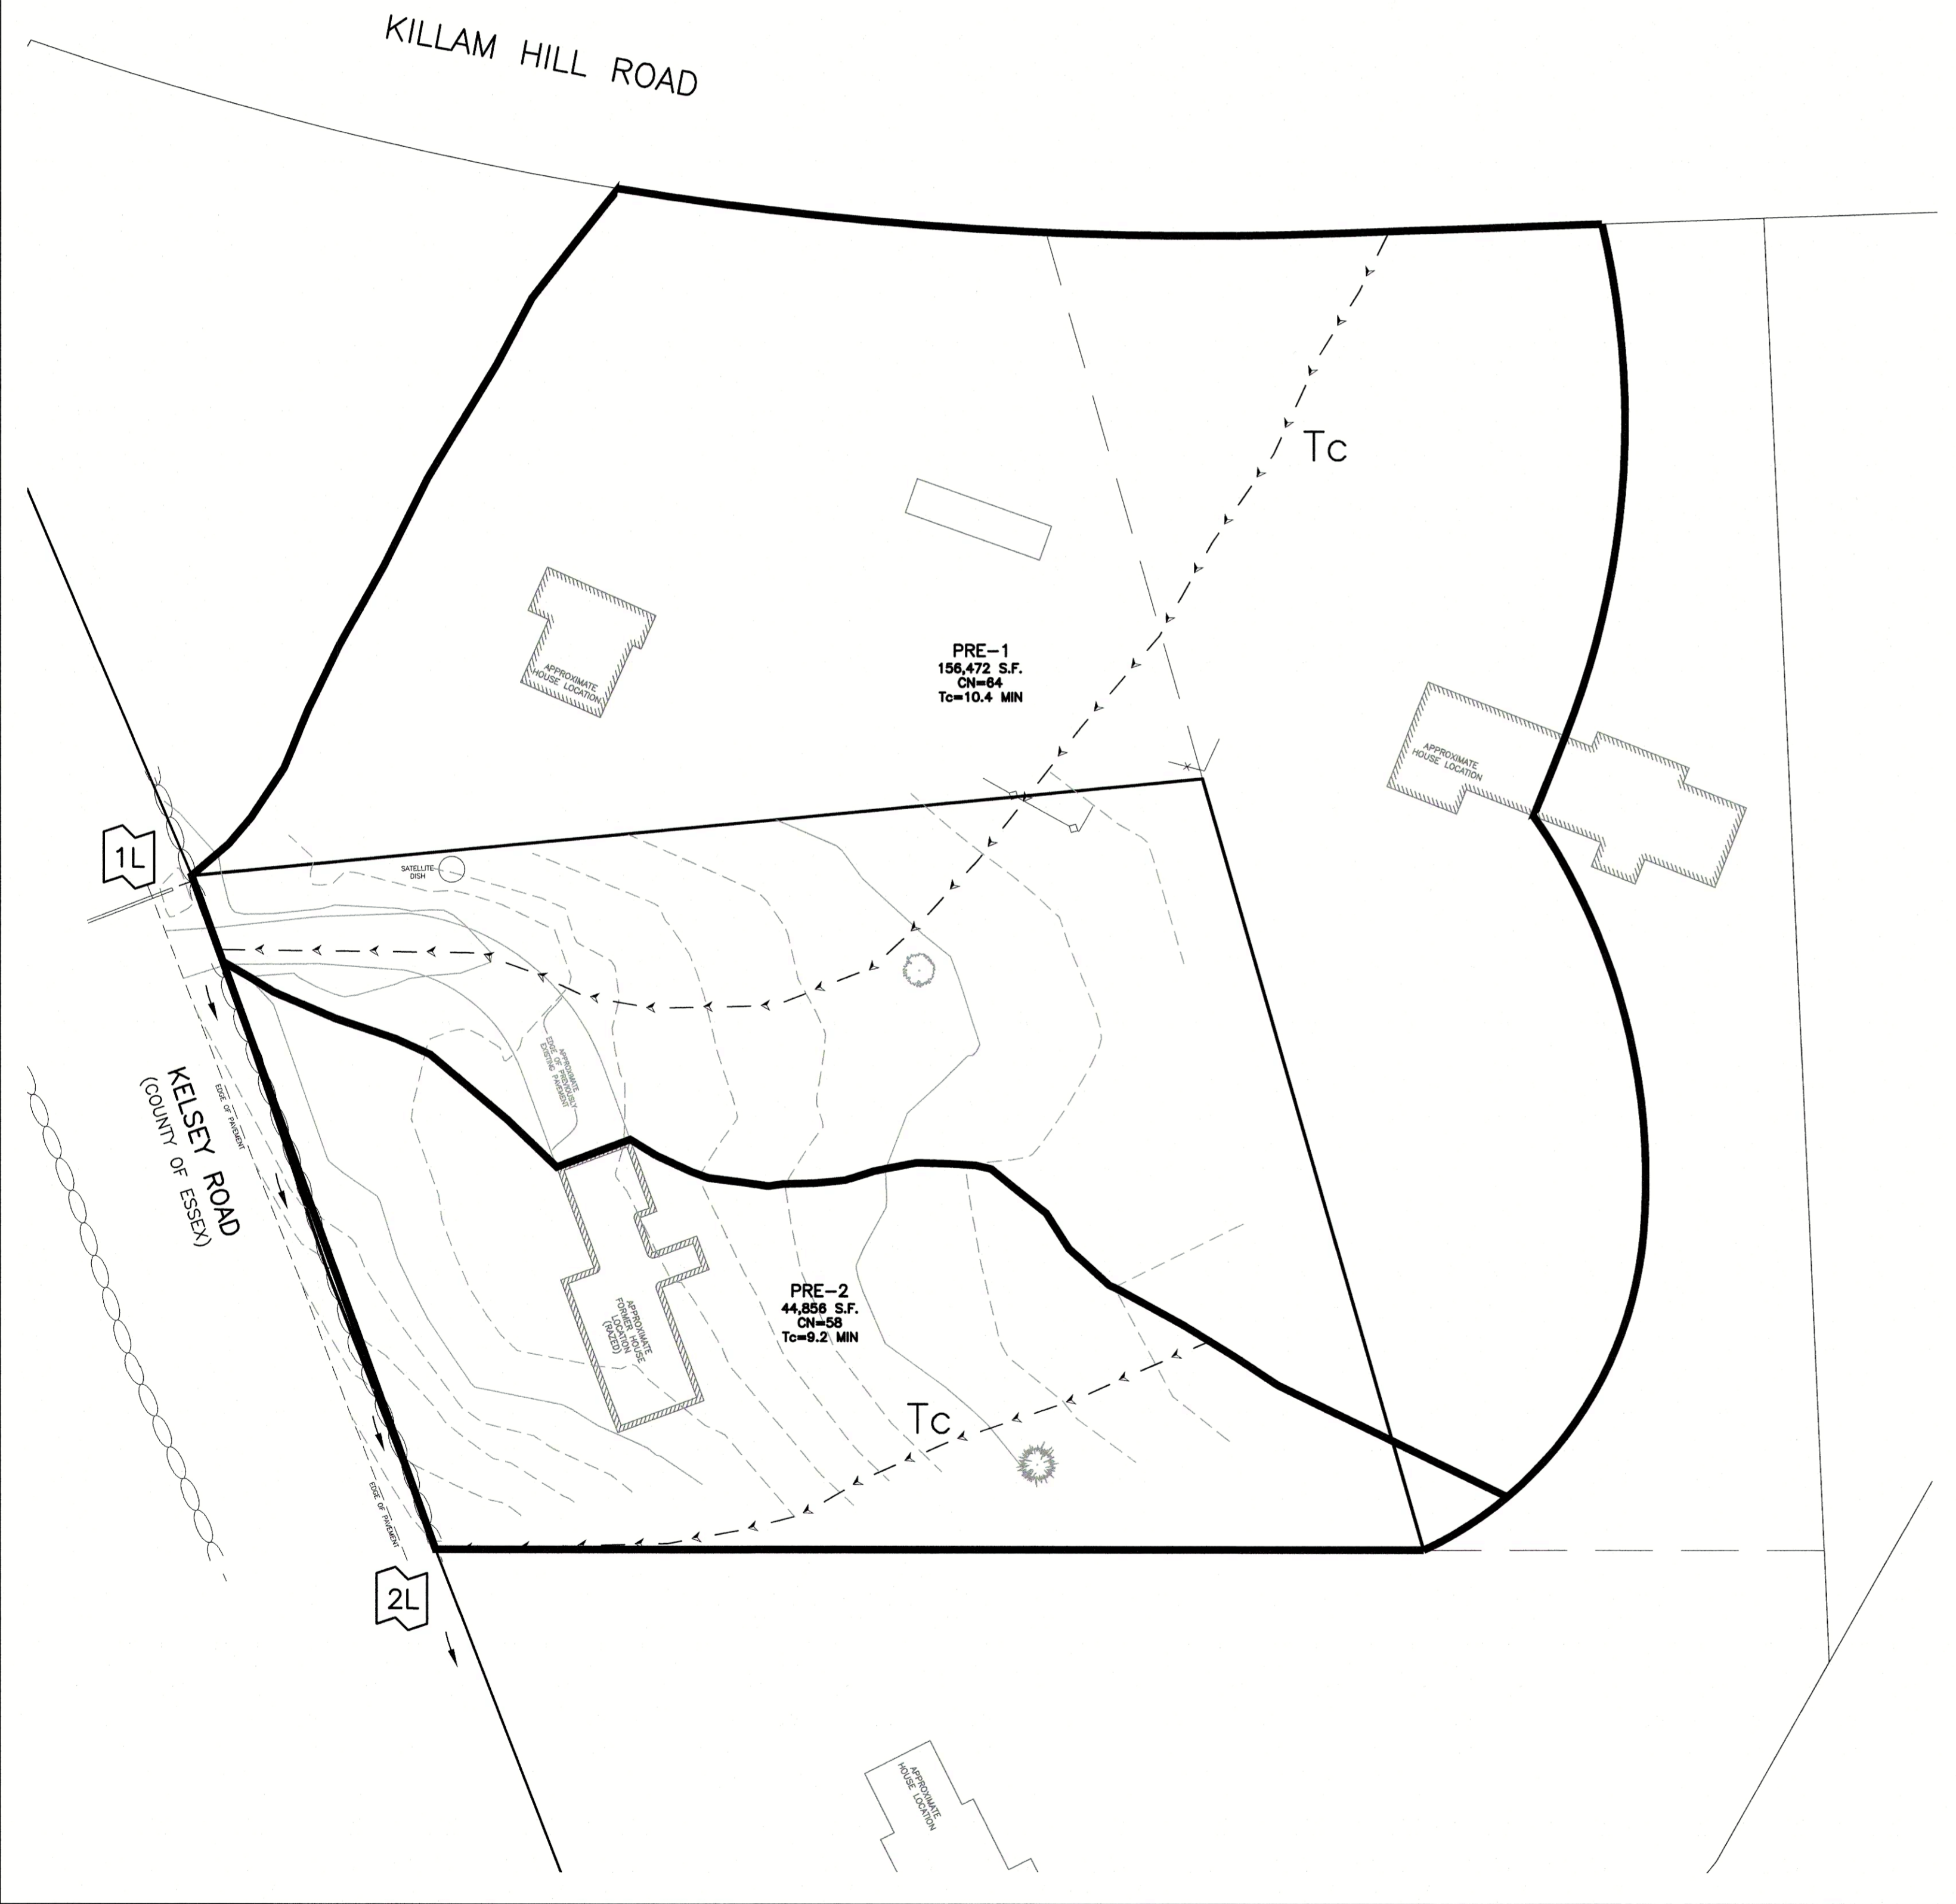 KILLAM HILL ROAD
Tc
APPROXIMATE
HOUSE LOCATION
PRE-1
156,472 S.F.
CN=64
Tc=10.4 MIN
APPROXIMATE
HOUSE LOCATION
1L
SATELLITE
DISH
APPROXIMATE
EDGE OF PREVIOUSLY
EXISTING PAVEMENT
KELSEY ROAD
(COUNTY OF ESSEX)
EDGE OF PAVEMENT
PRE-2
44,856 S.F.
CN=58
Tc=9.2 MIN
APPROXIMATE
FORMER HOUSE
LOCATION
(RAZED)
Tc
EDGE OF PAVEMENT
2L
APPROXIMATE
HOUSE LOCATION